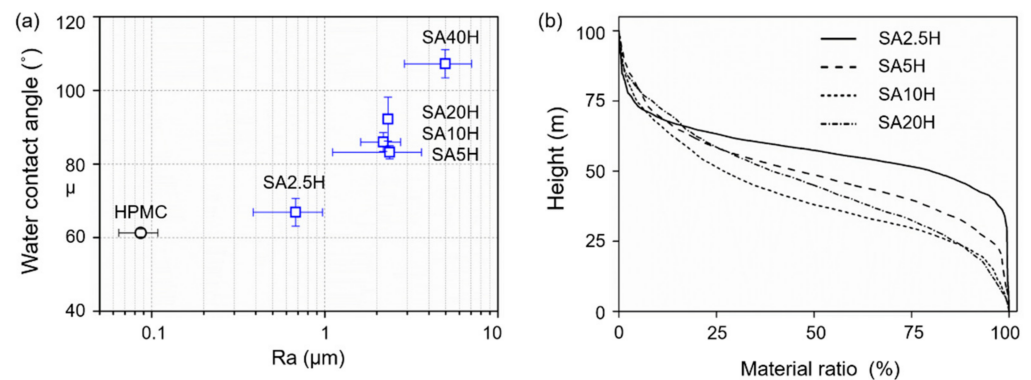 (a)
120
100
80
60
40
Water contact angle (°)
µ
SA40H
SA20H
SA10H
SA5H
SA2.5H
HPMC
0.1
1
10
Ra (µm)
(b)
100
75
50
25
0
Height (m)
SA2.5H
SA5H
SA10H
SA20H
0
25
50
75
100
Material ratio (%)